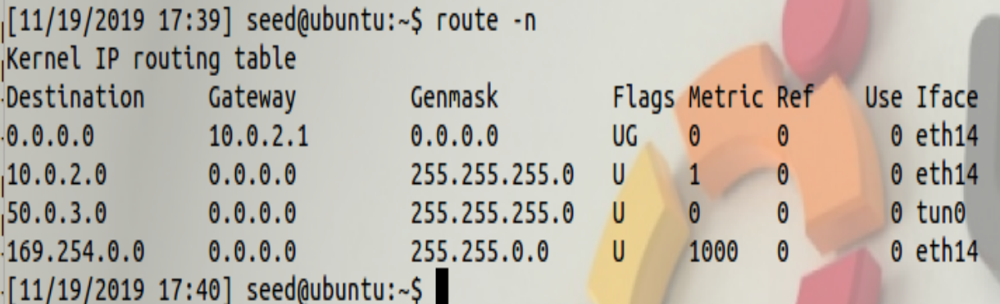 [11/19/2019 17:39] seed@ubuntu:~$ route -n
Kernel IP routing table
Destination     Gateway         Genmask         Flags Metric Ref    Use Iface
0.0.0.0         10.0.2.1        0.0.0.0         UG    0      0        0 eth14
10.0.2.0        0.0.0.0         255.255.255.0   U     1      0        0 eth14
50.0.3.0        0.0.0.0         255.255.255.0   U     0      0        0 tun0
169.254.0.0     0.0.0.0         255.255.0.0     U     1000   0        0 eth14
[11/19/2019 17:40] seed@ubuntu:~$